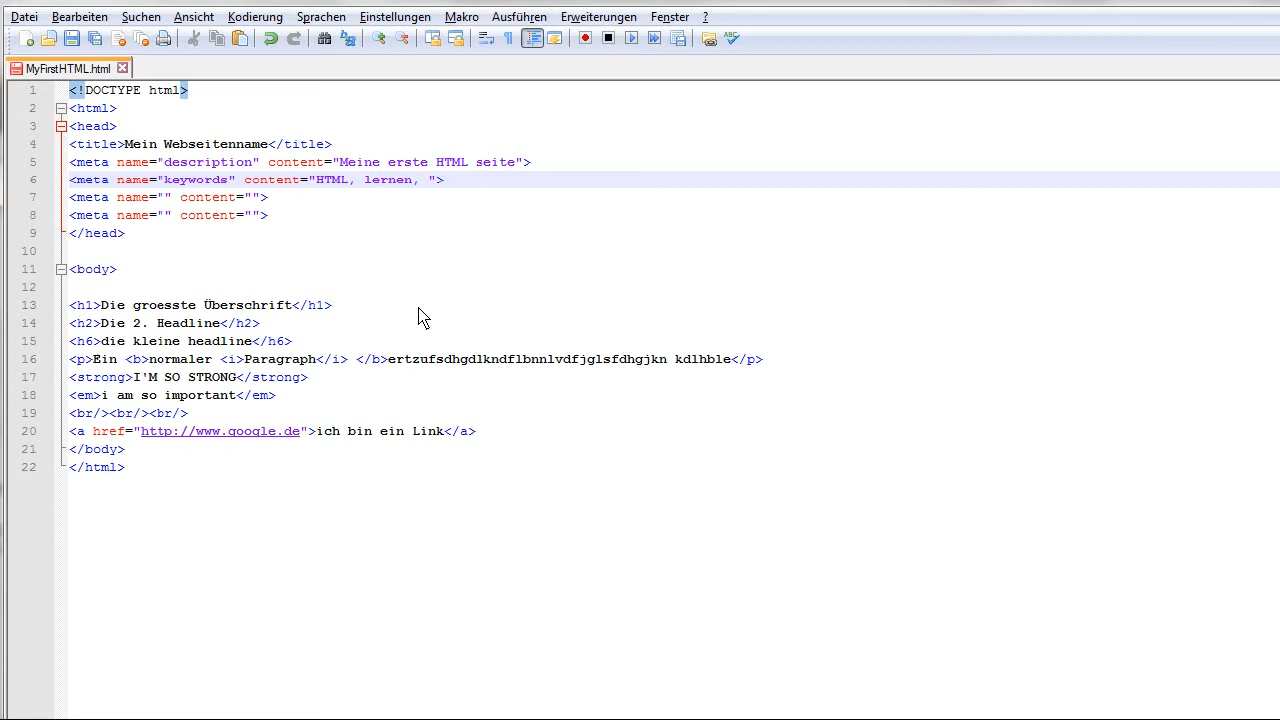 Datei Bearbeiten Suchen Ansicht Kodierung Sprachen Einstellungen Makro Ausführen Erweiterungen Fenster ?
MyFirstHTML.html
1 <!DOCTYPE html>
2 <html>
3 <head>
4 <title>Mein Webseitenname</title>
5 <meta name="description" content="Meine erste HTML seite">
6 <meta name="keywords" content="HTML, lernen, ">
7 <meta name="" content="">
8 <meta name="" content="">
9 </head>
10
11 <body>
12
13 <h1>Die groesste Überschrift</h1>
14 <h2>Die 2. Headline</h2>
15 <h6>die kleine headline</h6>
16 <p>Ein <b>normaler <i>Paragraph</i> </b>ertzufsdhgdlkndflbnnlvdfjglsfdhgjkn kdlhble</p>
17 <strong>I'M SO STRONG</strong>
18 <em>i am so important</em>
19 <br/><br/><br/>
20 <a href="http://www.google.de">ich bin ein Link</a>
21 </body>
22 </html>